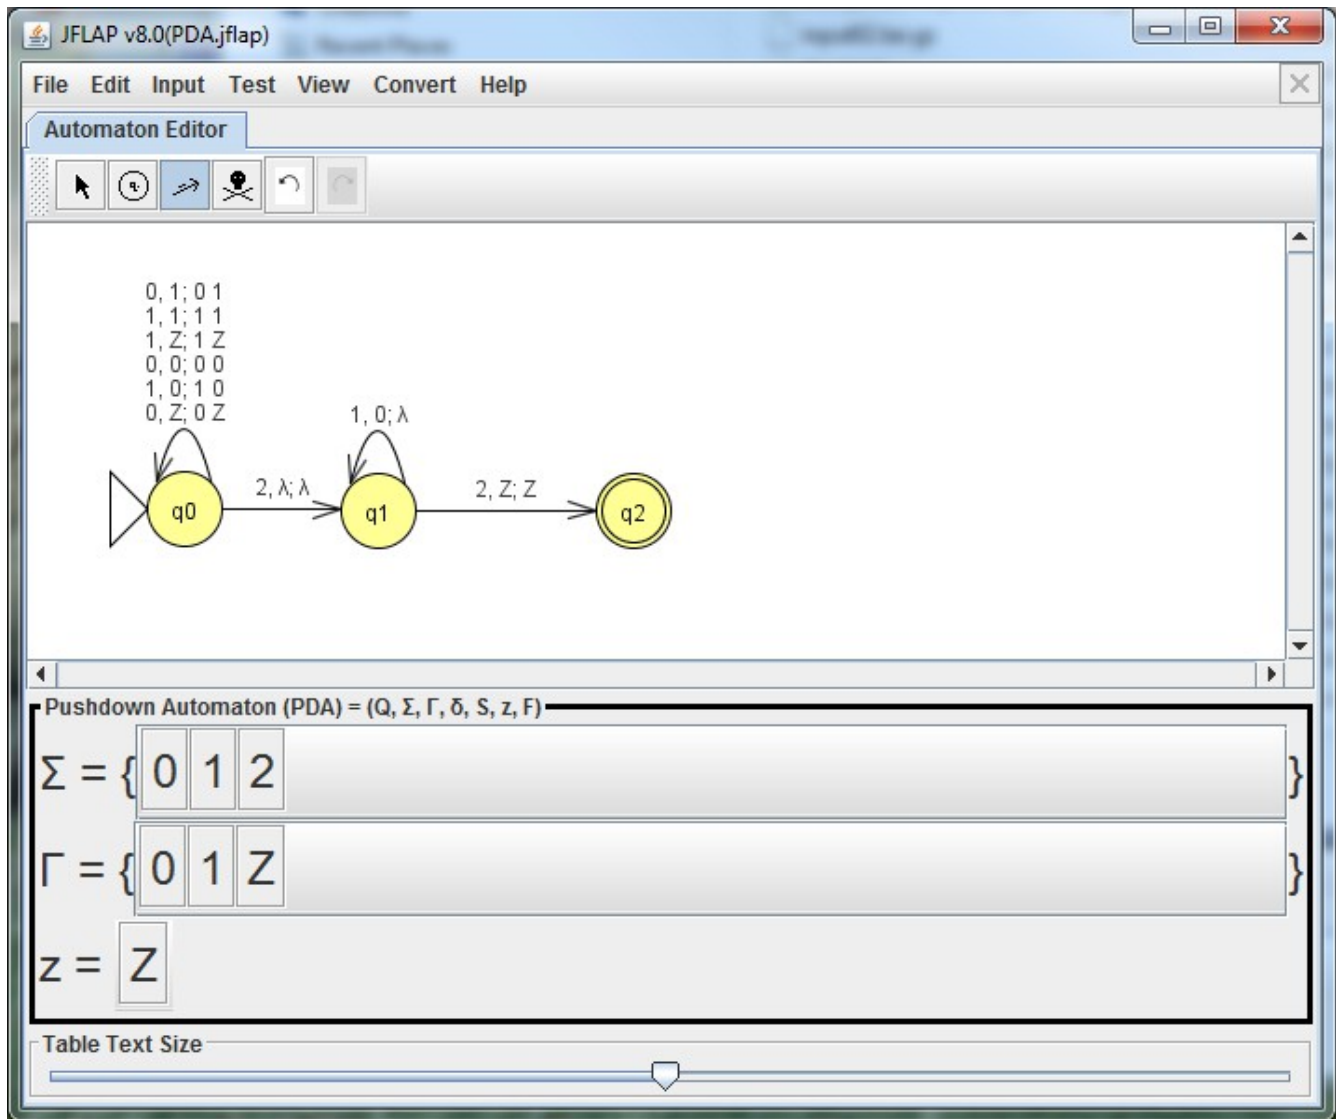 JFLAP v8.0(PDA.jflap)
File Edit Input Test View Convert Help
Automaton Editor
0, 1; 0 1
1, 1; 1 1
1, Z; 1 Z
0, 0; 0 0
1, 0; 1 0
0, Z; 0 Z
1, 0; λ
2, λ; λ
2, Z; Z
q0
q1
q2
Pushdown Automaton (PDA) = (Q, Σ, Γ, δ, S, z, F)
Σ = { 0 1 2 }
Γ = { 0 1 Z }
z = Z
Table Text Size